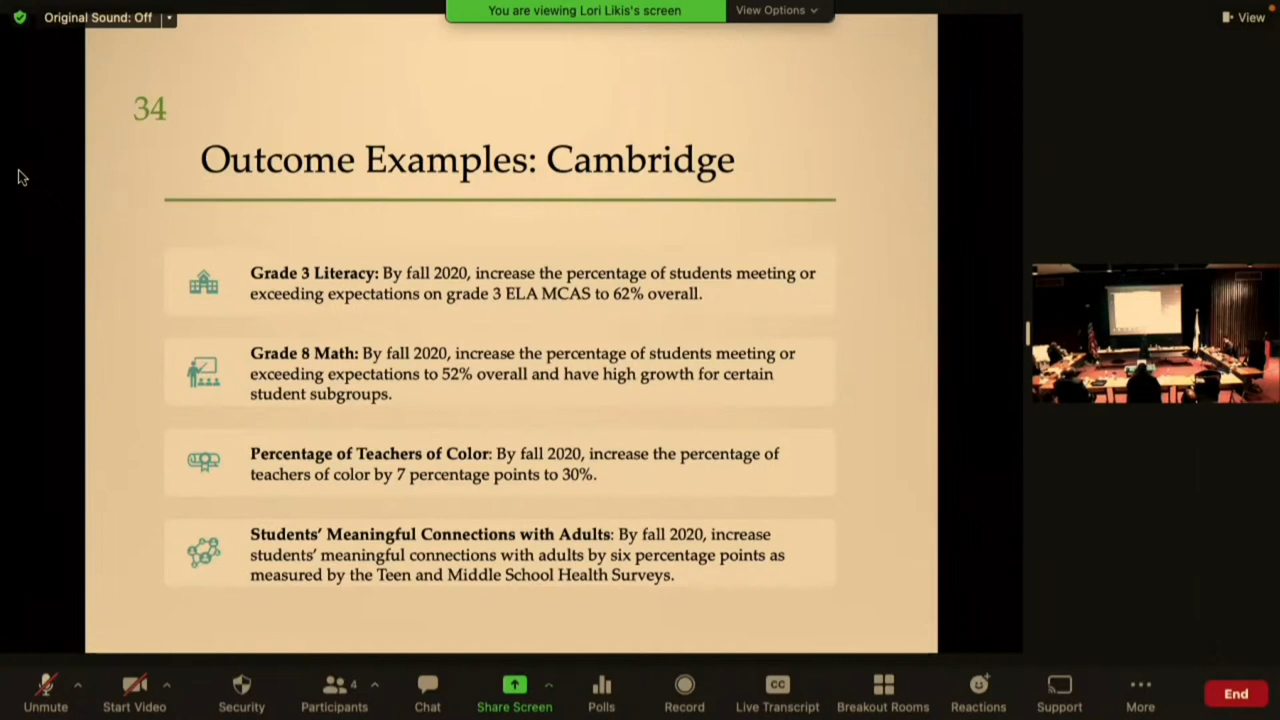 Original Sound: Off
You are viewing Lori Likis's screen
View Options
View
34
Outcome Examples: Cambridge
Grade 3 Literacy: By fall 2020, increase the percentage of students meeting or
exceeding expectations on grade 3 ELA MCAS to 62% overall.
Grade 8 Math: By fall 2020, increase the percentage of students meeting or
exceeding expectations to 52% overall and have high growth for certain
student subgroups.
Percentage of Teachers of Color: By fall 2020, increase the percentage of
teachers of color by 7 percentage points to 30%.
Students' Meaningful Connections with Adults: By fall 2020, increase
students' meaningful connections with adults by six percentage points as
measured by the Teen and Middle School Health Surveys.
4
CC
Unmute
Start Video
Security
Participants
Chat
Share Screen
Polls
Record
Live Transcript
Breakout Rooms
Reactions
Support
More
End